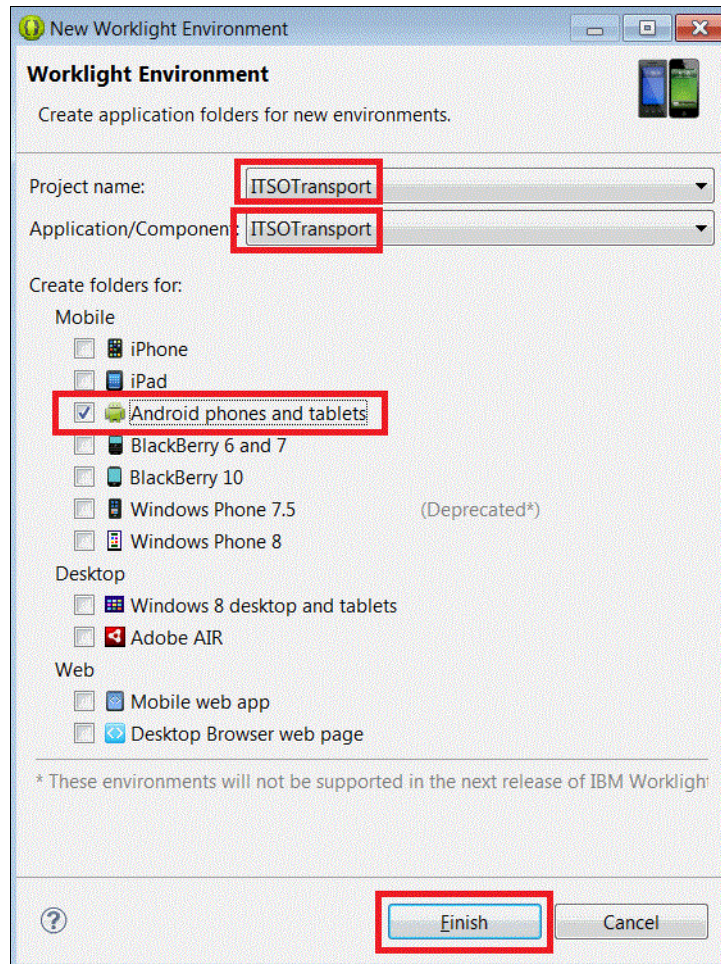 New Worklight Environment
Worklight Environment
Create application folders for new environments.
Project name: ITSOTransport
Application/Component: ITSOTransport
Create folders for:
Mobile
iPhone
iPad
Android phones and tablets
BlackBerry 6 and 7
BlackBerry 10
Windows Phone 7.5 (Deprecated*)
Windows Phone 8
Desktop
Windows 8 desktop and tablets
Adobe AIR
Web
Mobile web app
Desktop Browser web page
* These environments will not be supported in the next release of IBM Worklight
? Finish Cancel